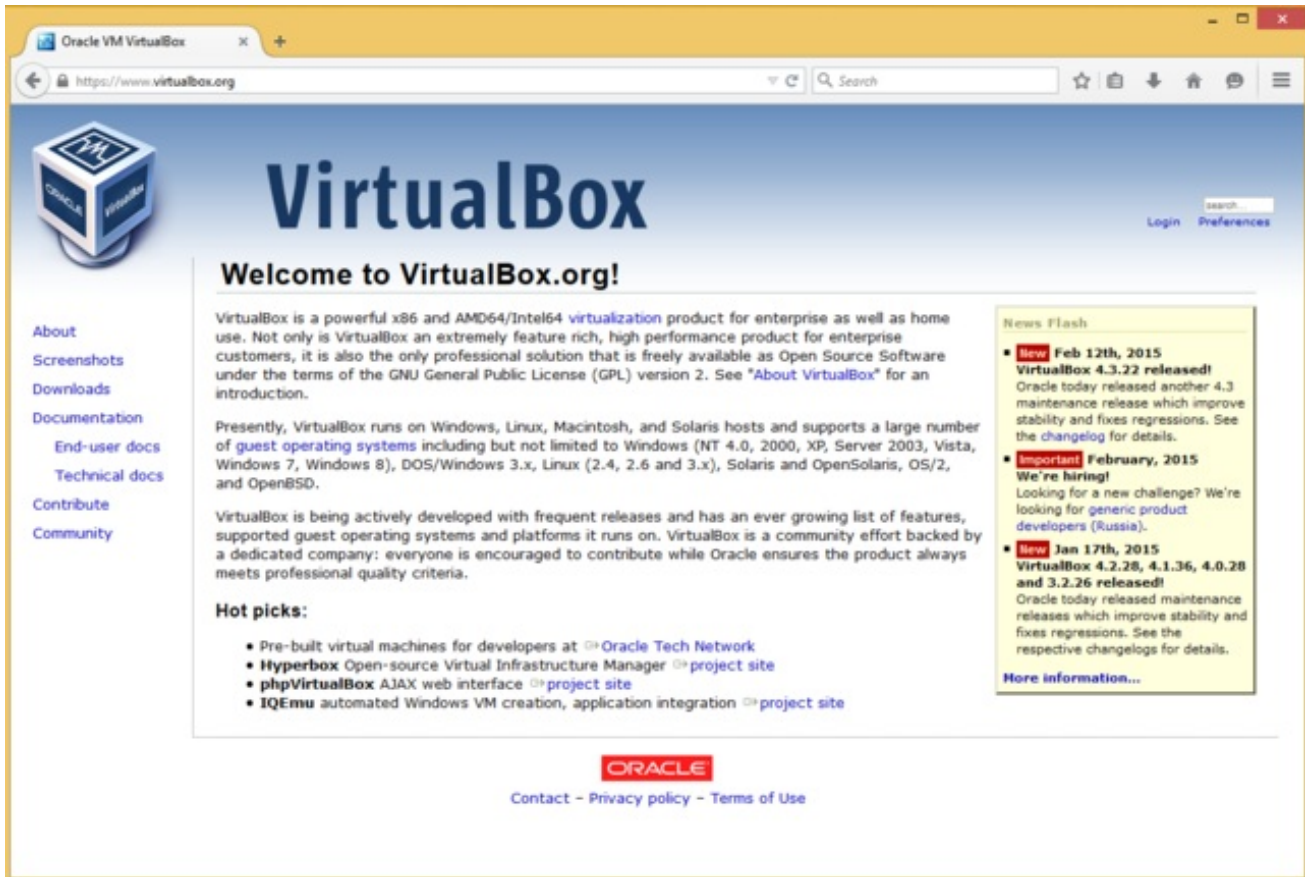 Oracle VM VirtualBox
https://www.virtualbox.org
Search
ORACLE
VirtualBox
VirtualBox
search...
Login Preferences
Welcome to VirtualBox.org!
About
Screenshots
Downloads
Documentation
End-user docs
Technical docs
Contribute
Community
VirtualBox is a powerful x86 and AMD64/Intel64 virtualization product for enterprise as well as home
use. Not only is VirtualBox an extremely feature rich, high performance product for enterprise
customers, it is also the only professional solution that is freely available as Open Source Software
under the terms of the GNU General Public License (GPL) version 2. See "About VirtualBox" for an
introduction.
Presently, VirtualBox runs on Windows, Linux, Macintosh, and Solaris hosts and supports a large number
of guest operating systems including but not limited to Windows (NT 4.0, 2000, XP, Server 2003, Vista,
Windows 7, Windows 8), DOS/Windows 3.x, Linux (2.4, 2.6 and 3.x), Solaris and OpenSolaris, OS/2,
and OpenBSD.
VirtualBox is being actively developed with frequent releases and has an ever growing list of features,
supported guest operating systems and platforms it runs on. VirtualBox is a community effort backed by
a dedicated company: everyone is encouraged to contribute while Oracle ensures the product always
meets professional quality criteria.
Hot picks:
• Pre-built virtual machines for developers at Oracle Tech Network
• Hyperbox Open-source Virtual Infrastructure Manager project site
• phpVirtualBox AJAX web interface project site
• IQEmu automated Windows VM creation, application integration project site
News Flash
• New Feb 12th, 2015
VirtualBox 4.3.22 released!
Oracle today released another 4.3
maintenance release which improve
stability and fixes regressions. See
the changelog for details.
• Important February, 2015
We're hiring!
Looking for a new challenge? We're
looking for generic product
developers (Russia).
• New Jan 17th, 2015
VirtualBox 4.2.28, 4.1.36, 4.0.28
and 3.2.26 released!
Oracle today released maintenance
releases which improve stability and
fixes regressions. See the
respective changelogs for details.
More information...
ORACLE
Contact – Privacy policy – Terms of Use